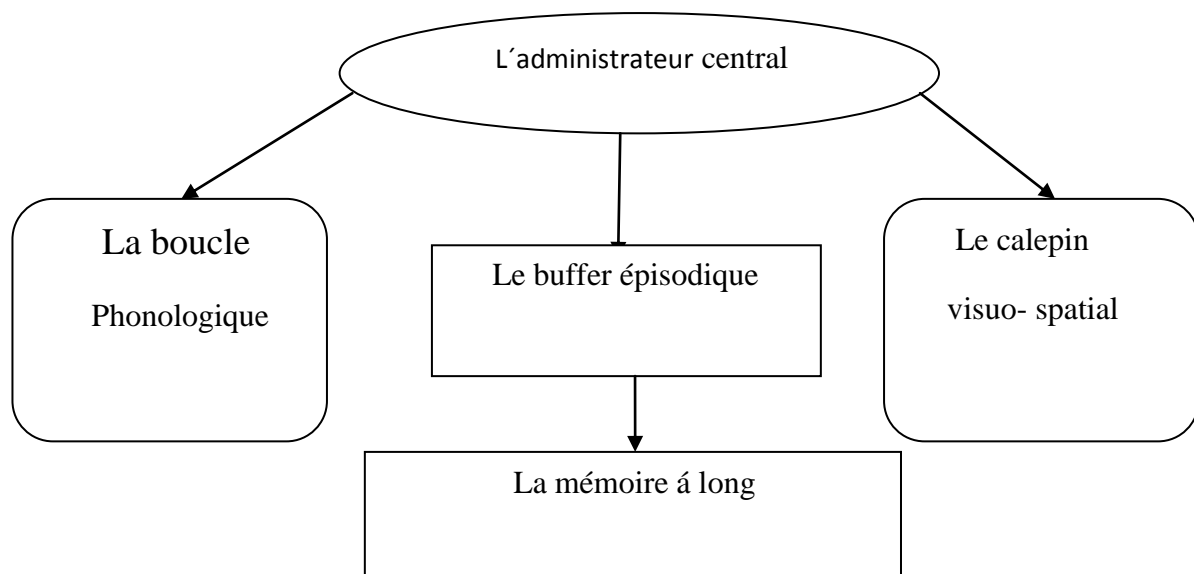 L´administrateur central
La boucle
Phonologique
Le buffer épisodique
Le calepin
visuo- spatial
La mémoire á long